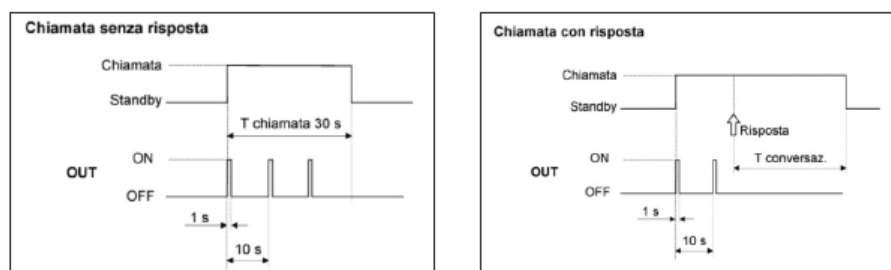 Chiamata senza risposta
Chiamata
Standby
T chiamata 30 s
ON
OUT
OFF
1 s
10 s
Chiamata con risposta
Chiamata
Standby
Risposta
T conversaz.
ON
OUT
OFF
1 s
10 s